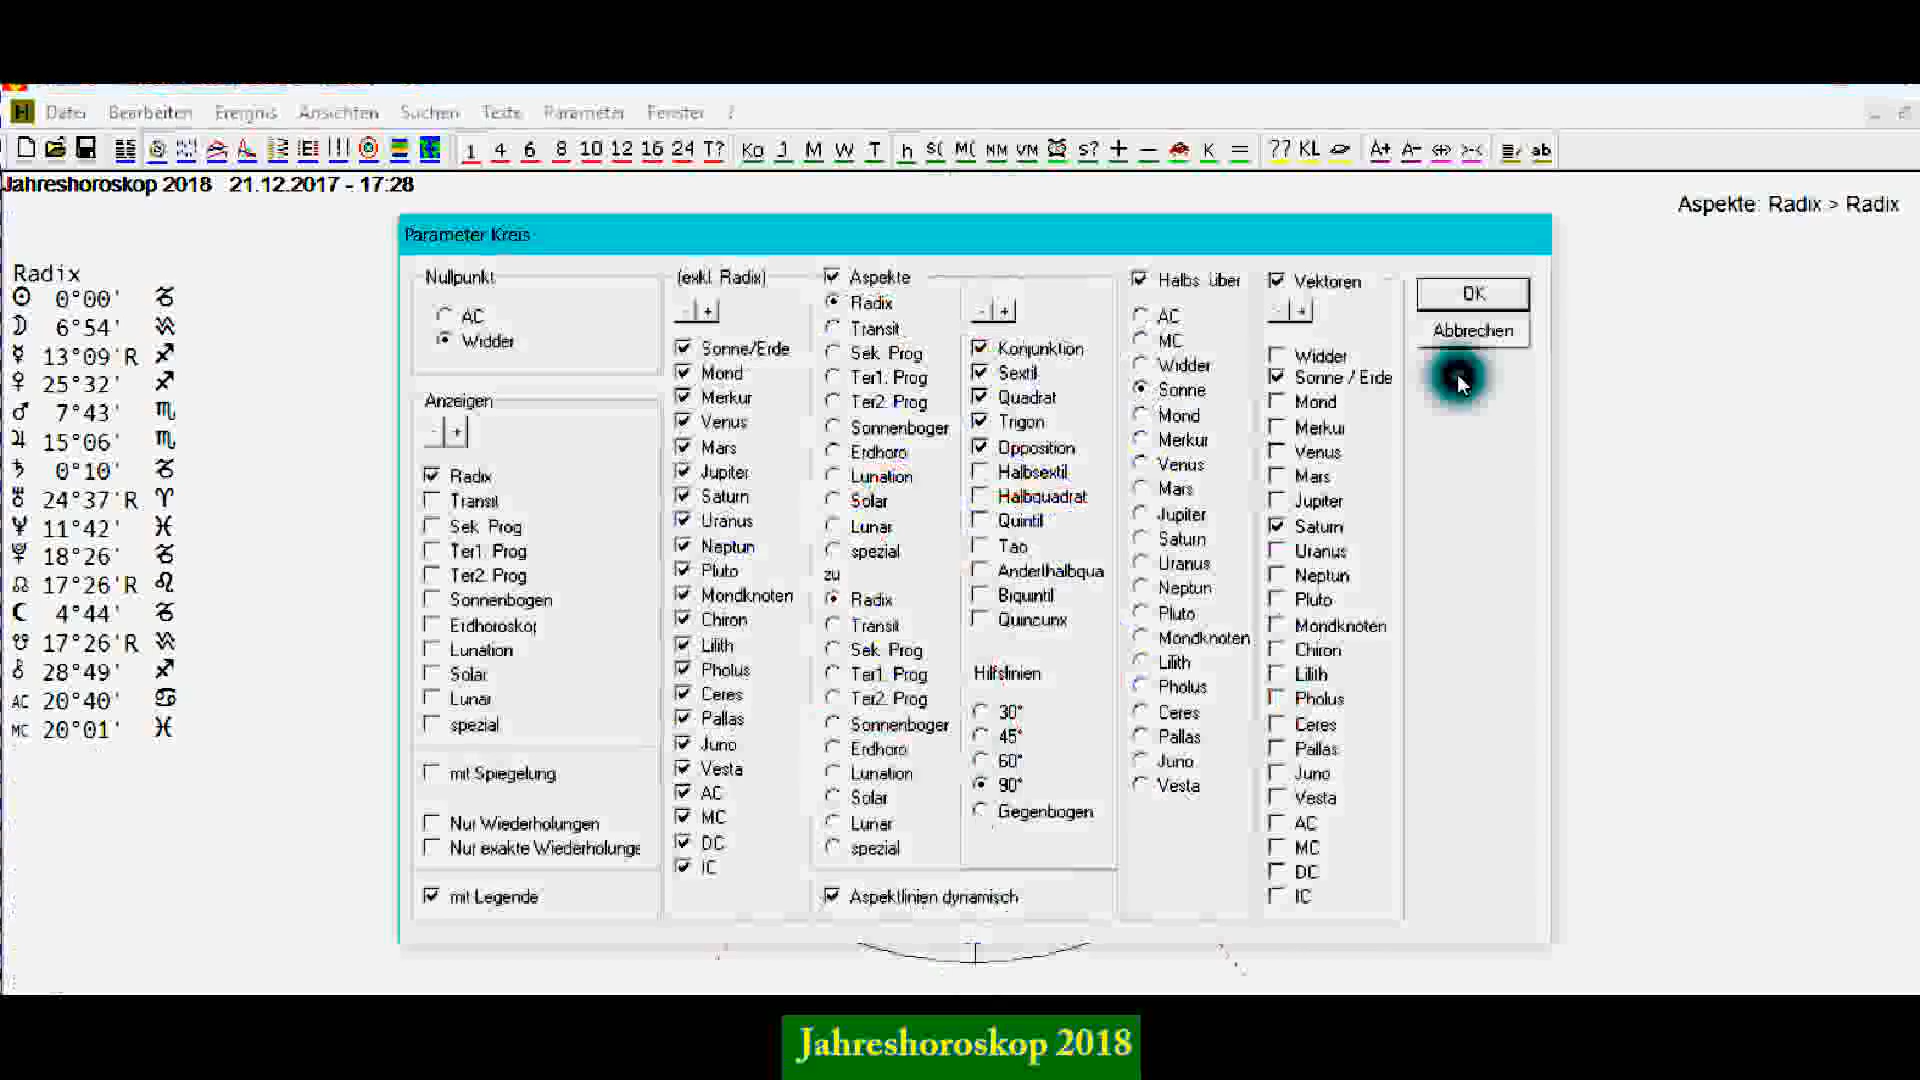 Datei Bearbeiten Ereignis Ansichten Suchen Texte Parameter Fenster ?
1 4 6 8 10 12 16 24 T? Ko J M W T h S( M( NM VM S? + — K = ?? KL A+ A- ab
Jahreshoroskop 2018 21.12.2017 - 17:28
Aspekte: Radix > Radix
Radix
☉ 0°00' ♑
☽ 6°54' ♒
☿ 13°09'R ♐
♀ 25°32' ♐
♂ 7°43' ♏
♃ 15°06' ♏
♄ 0°10' ♑
♅ 24°37'R ♈
♆ 11°42' ♓
♇ 18°26' ♑
☊ 17°26'R ♌
⚸ 4°44' ♑
☋ 17°26'R ♒
⚷ 28°49' ♐
AC 20°40' ♋
MC 20°01' ♓
Parameter Kreis
Nullpunkt
AC
Widder
Anzeigen
- +
Radix
Transit
Sek. Prog
Ter1. Prog
Ter2. Prog
Sonnenbogen
Erdhoroskop
Lunation
Solar
Lunar
spezial
mit Spiegelung
Nur Wiederholungen
Nur exakte Wiederholunge
mit Legende
(exkl. Radix)
- +
Sonne/Erde
Mond
Merkur
Venus
Mars
Jupiter
Saturn
Uranus
Neptun
Pluto
Mondknoten
Chiron
Lilith
Pholus
Ceres
Pallas
Juno
Vesta
AC
MC
DC
IC
Aspekte
Radix
Transit
Sek. Prog
Ter1. Prog
Ter2. Prog
Sonnenboger
Erdhoro
Lunation
Solar
Lunar
spezial
zu
Radix
Transit
Sek. Prog
Ter1. Prog
Ter2. Prog
Sonnenboger
Erdhoro
Lunation
Solar
Lunar
spezial
Aspektlinien dynamisch
- +
Konjunktion
Sextil
Quadrat
Trigon
Opposition
Halbsextil
Halbquadrat
Quintil
Tao
Anderthalbqua
Biquintil
Quincunx
Hilfslinien
30°
45°
60°
90°
Gegenbogen
Halbs. über
AC
MC
Widder
Sonne
Mond
Merkur
Venus
Mars
Jupiter
Saturn
Uranus
Neptun
Pluto
Mondknoten
Lilith
Pholus
Ceres
Pallas
Juno
Vesta
Vektoren
- +
Widder
Sonne / Erde
Mond
Merkur
Venus
Mars
Jupiter
Saturn
Uranus
Neptun
Pluto
Mondknoten
Chiron
Lilith
Pholus
Ceres
Pallas
Juno
Vesta
AC
MC
DC
IC
OK
Abbrechen
Jahreshoroskop 2018